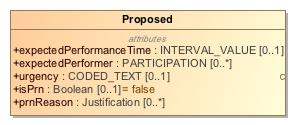 Proposed
attributes
+expectedPerformanceTime : INTERVAL_VALUE [0..1]
+expectedPerformer : PARTICIPATION [0..*]
+urgency : CODED_TEXT [0..1]
+isPrn : Boolean [0..1]= false
+prnReason : Justification [0..*]